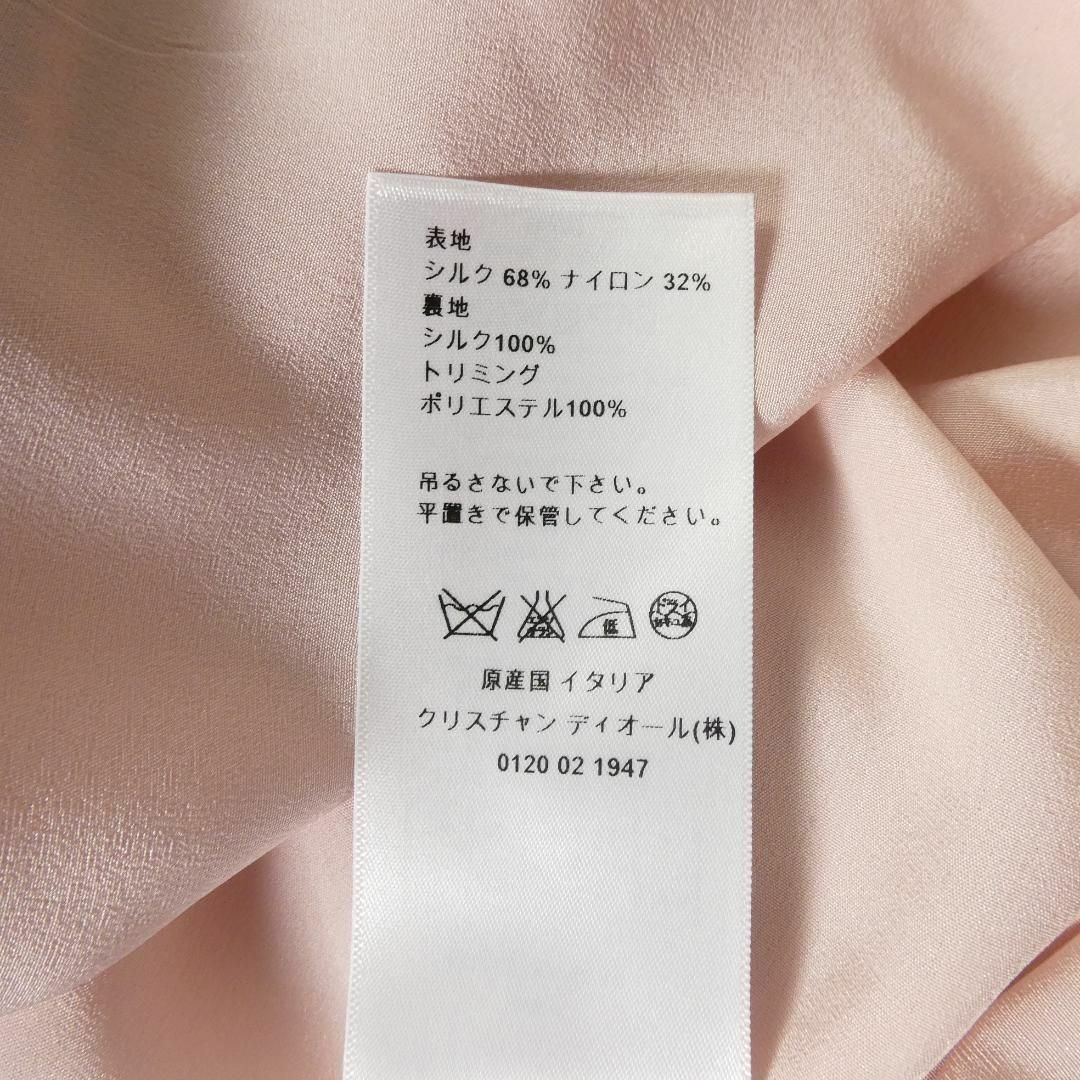 表地
シルク 68% ナイロン 32%
裏地
シルク100%
トリミング
ポリエステル100%
吊るさないで下さい。
平置きで保管してください。
低
原産国 イタリア
クリスチャン ディオール(株)
0120 02 1947